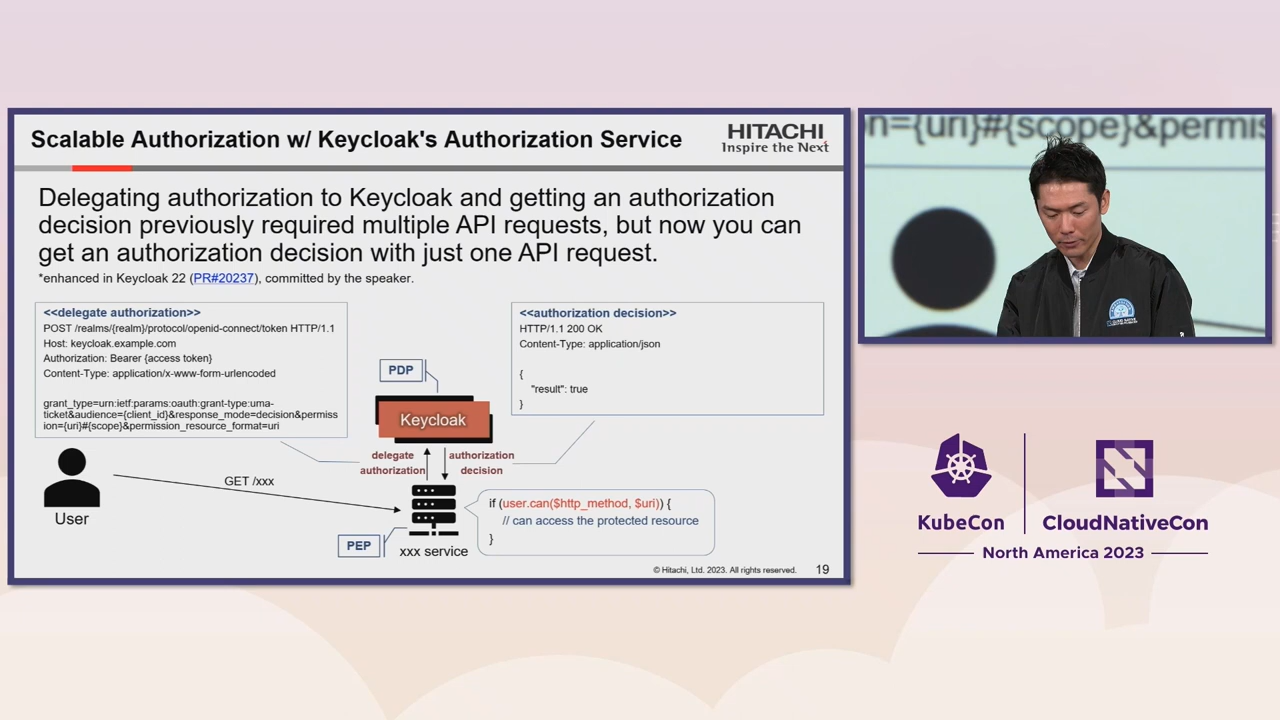 Scalable Authorization w/ Keycloak's Authorization Service
HITACHI
Inspire the Next
Delegating authorization to Keycloak and getting an authorization
decision previously required multiple API requests, but now you can
get an authorization decision with just one API request.
*enhanced in Keycloak 22 (PR#20237), committed by the speaker.
<<delegate authorization>>
POST /realms/{realm}/protocol/openid-connect/token HTTP/1.1
Host: keycloak.example.com
Authorization: Bearer {access token}
Content-Type: application/x-www-form-urlencoded
grant_type=urn:ietf:params:oauth:grant-type:uma-
ticket&audience={client_id}&response_mode=decision&permiss
ion={uri}#{scope}&permission_resource_format=uri
<<authorization decision>>
HTTP/1.1 200 OK
Content-Type: application/json
{
"result": true
}
PDP
Keycloak
delegate
authorization
authorization
decision
User
GET /xxx
PEP
xxx service
if (user.can($http_method, $uri)) {
// can access the protected resource
}
© Hitachi, Ltd. 2023. All rights reserved.
19
n={uri}#{scope}&permis
KubeCon
CloudNativeCon
North America 2023